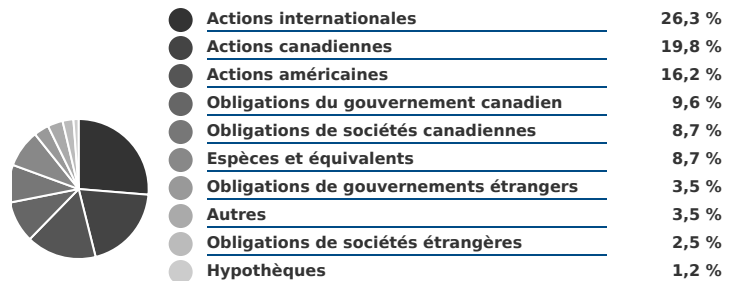 Actions internationales 26,3 %
Actions canadiennes 19,8 %
Actions américaines 16,2 %
Obligations du gouvernement canadien 9,6 %
Obligations de sociétés canadiennes 8,7 %
Espèces et équivalents 8,7 %
Obligations de gouvernements étrangers 3,5 %
Autres 3,5 %
Obligations de sociétés étrangères 2,5 %
Hypothèques 1,2 %